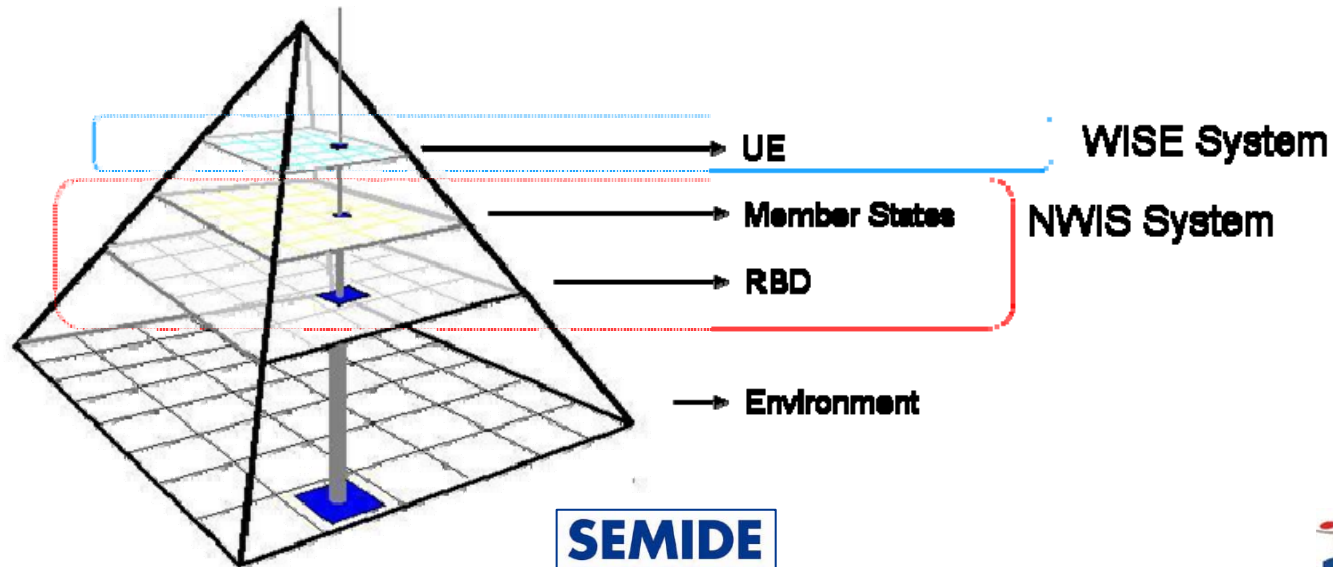 UE
WISE System
Member States
NWIS System
RBD
Environment
SEMIDE